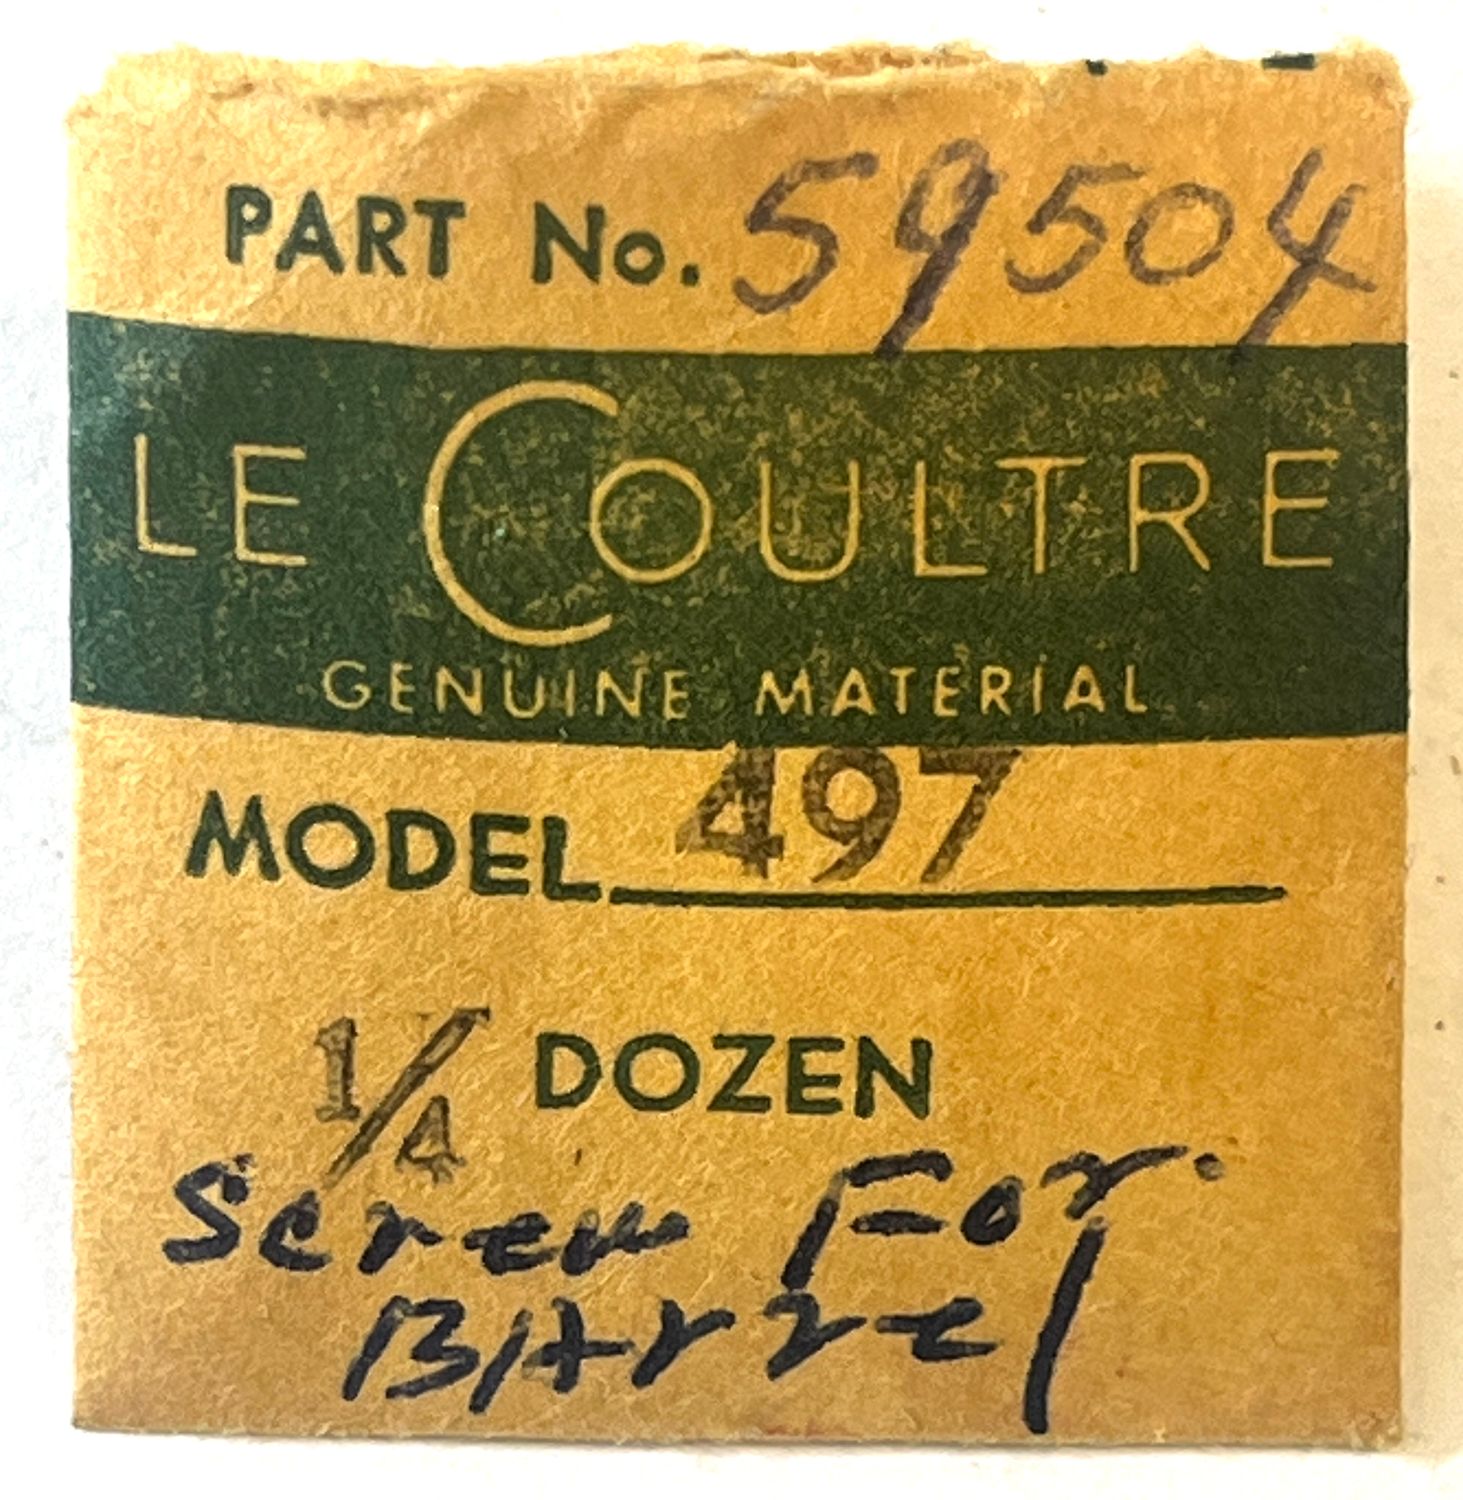 PART No. 59504
LE COULTRE
GENUINE MATERIAL
MODEL 497
1/4 DOZEN
Screw For.
BArrel